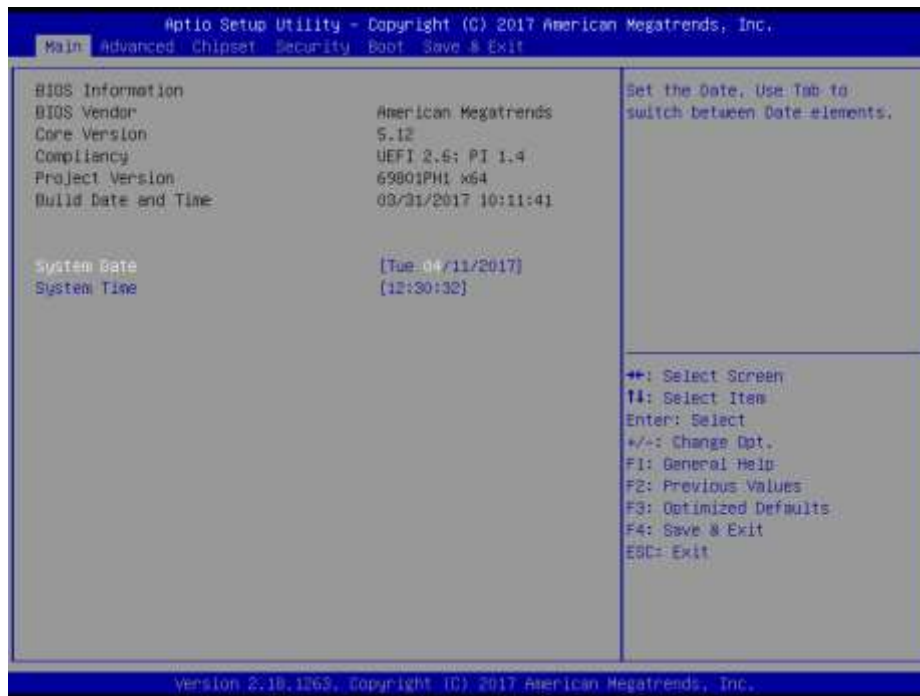 Aptio Setup Utility - Copyright (C) 2017 American Megatrends, Inc.
Main Advanced Chipset Security Boot Save & Exit
BIOS Information
BIOS Vendor American Megatrends
Core Version 5.12
Compliancy UEFI 2.6; PI 1.4
Project Version 69801PH1 x64
Build Date and Time 03/31/2017 10:11:41
System Date [Tue 04/11/2017]
System Time [12:30:32]
Set the Date. Use Tab to
switch between Date elements.
→←: Select Screen
↑↓: Select Item
Enter: Select
+/-: Change Opt.
F1: General Help
F2: Previous Values
F3: Optimized Defaults
F4: Save & Exit
ESC: Exit
Version 2.18.1263. Copyright (C) 2017 American Megatrends, Inc.